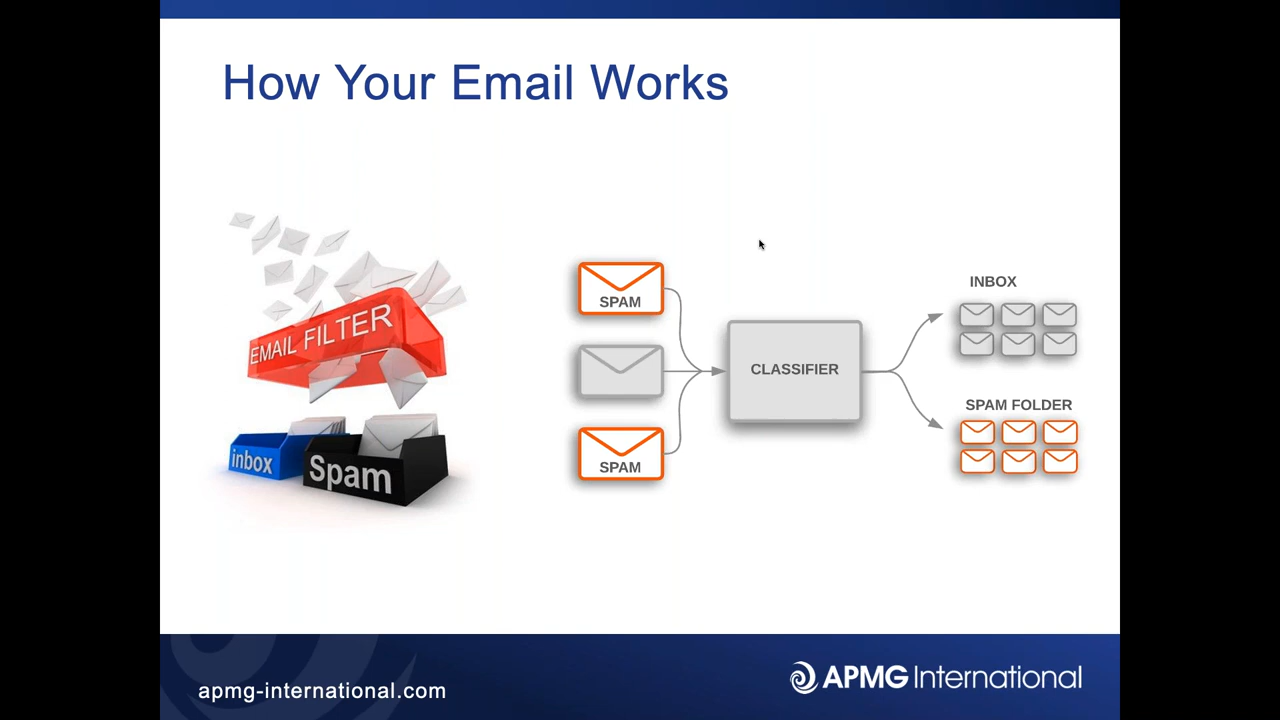 How Your Email Works
EMAIL FILTER
inbox
Spam
SPAM
SPAM
CLASSIFIER
INBOX
SPAM FOLDER
apmg-international.com
APMG International